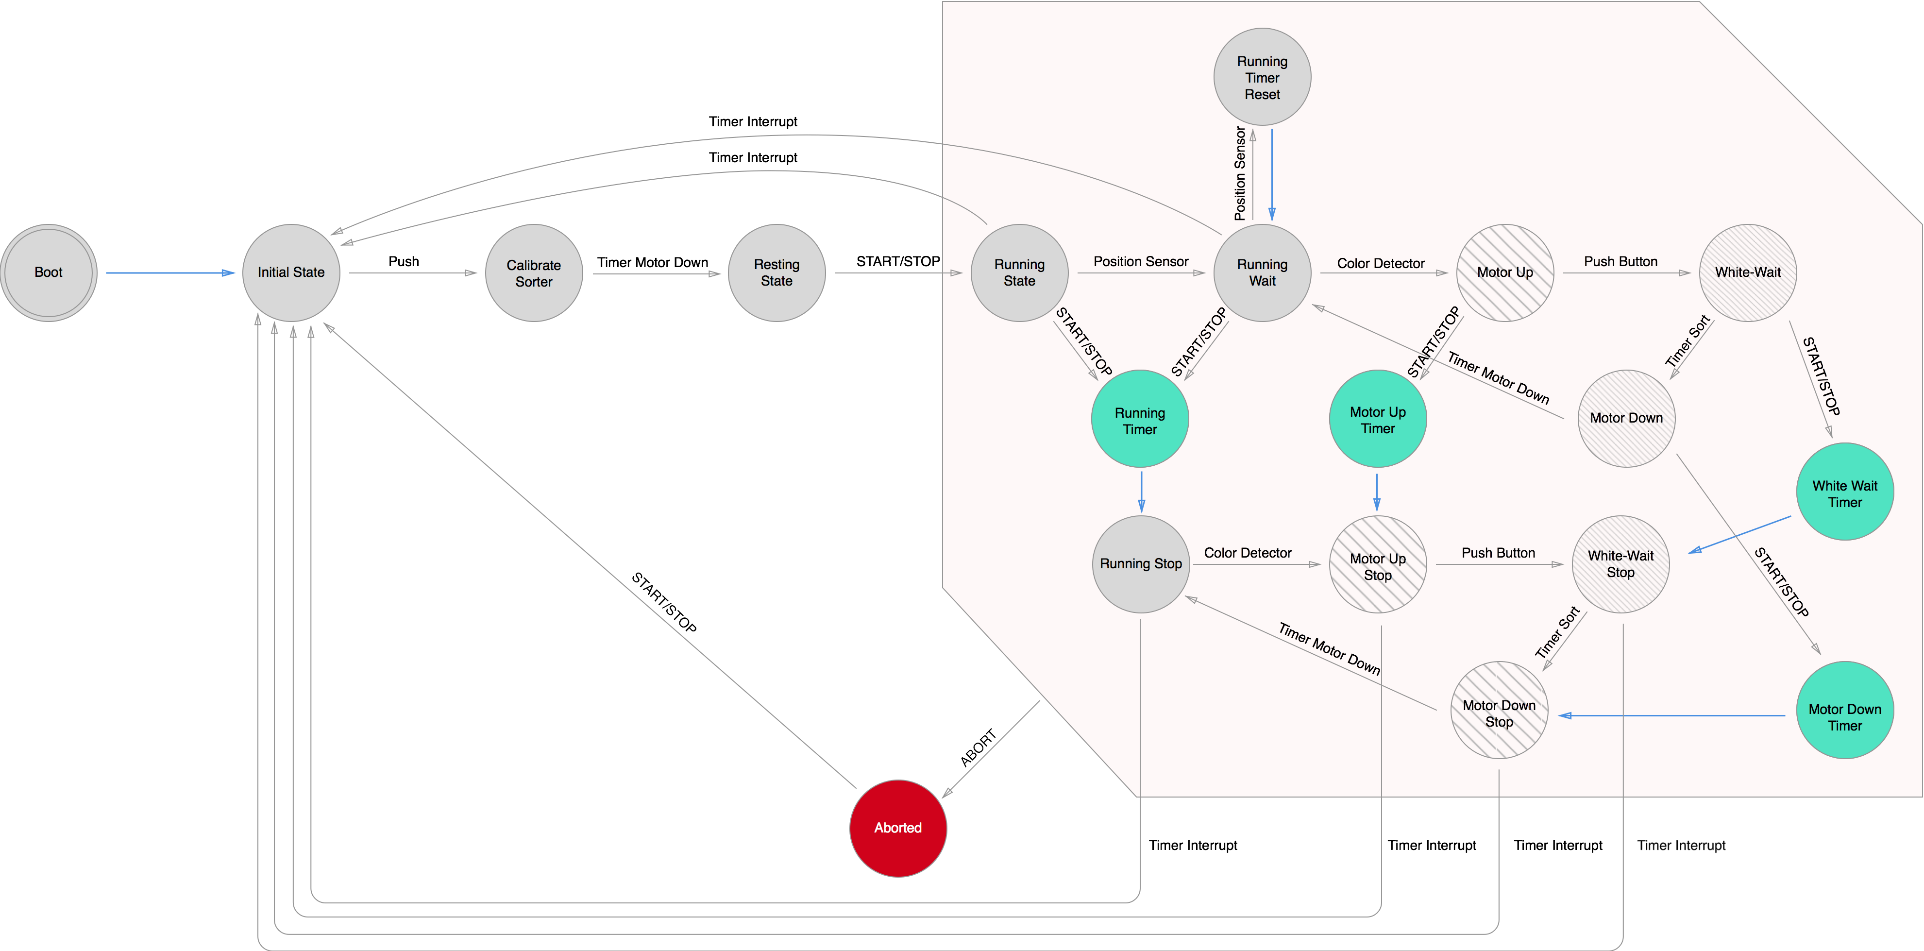 Running
Timer
Reset
Timer Interrupt
Timer Interrupt
Position Sensor
Boot
Initial State
Push
Calibrate
Sorter
Timer Motor Down
Resting
State
START/STOP
Running
State
Position Sensor
Running
Wait
Color Detector
Motor Up
Push Button
White-Wait
START/STOP
START/STOP
START/STOP
Timer Motor Down
Timer Sort
START/STOP
Running
Timer
Motor Up
Timer
Motor Down
White Wait
Timer
Running Stop
Color Detector
Motor Up
Stop
Push Button
White-Wait
Stop
START/STOP
START/STOP
Timer Motor Down
Timer Sort
Motor Down
Stop
Motor Down
Timer
ABORT
Aborted
Timer Interrupt
Timer Interrupt
Timer Interrupt
Timer Interrupt